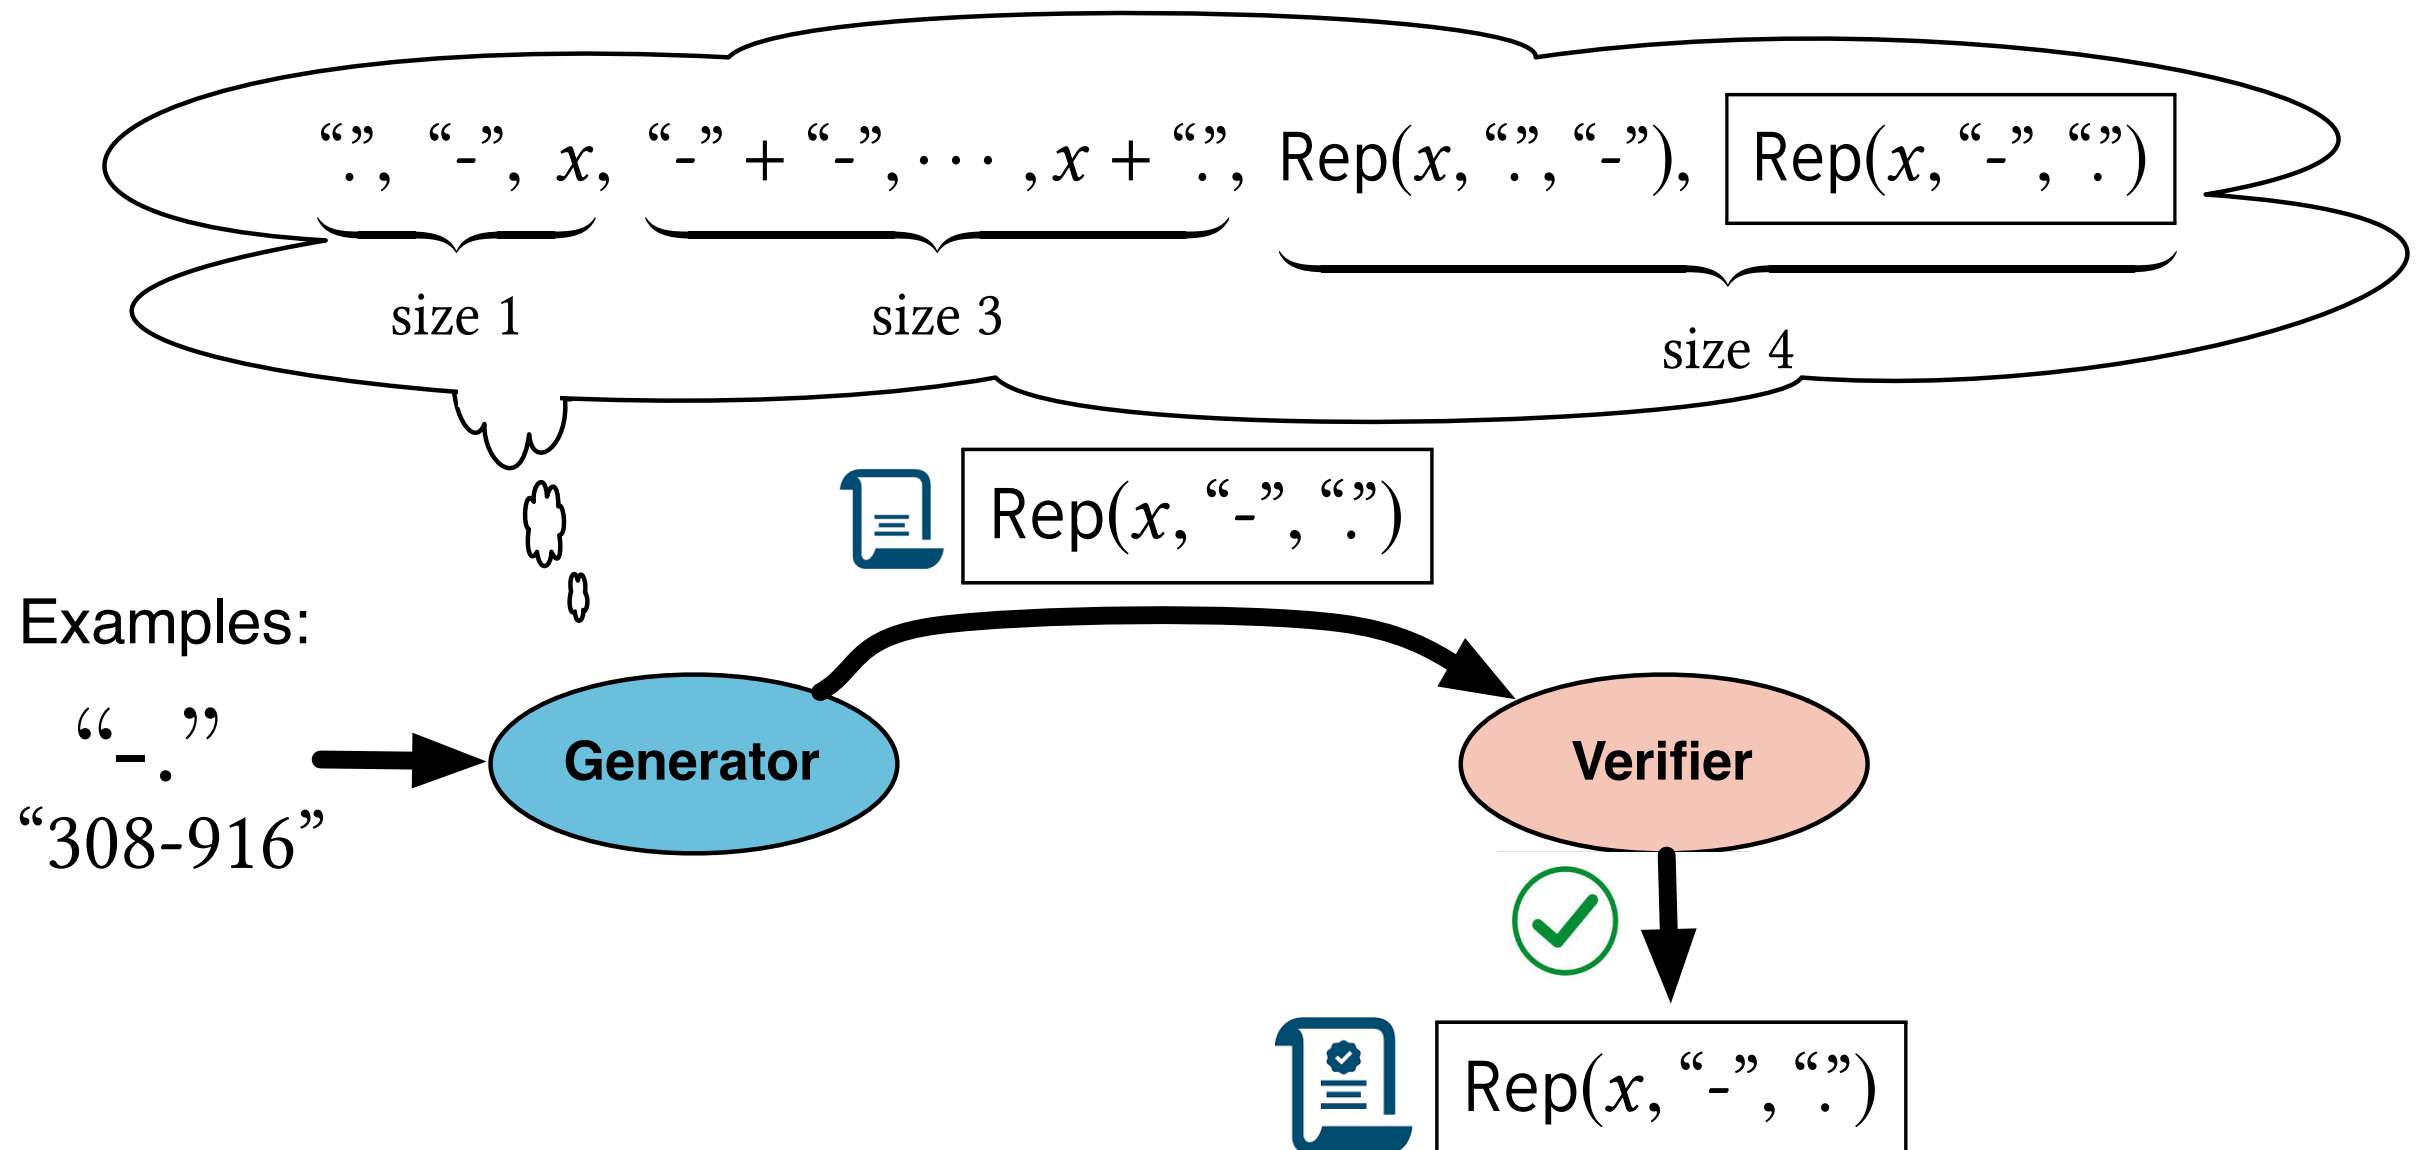 “.”, “-”, x, “-” + “-”, · · · , x + “.”, Rep(x, “.”, “-”), Rep(x, “-”, “.”)
size 1
size 3
size 4
Rep(x, “-”, “.”)
Examples:
“-.”
“308-916”
Generator
Verifier
Rep(x, “-”, “.”)